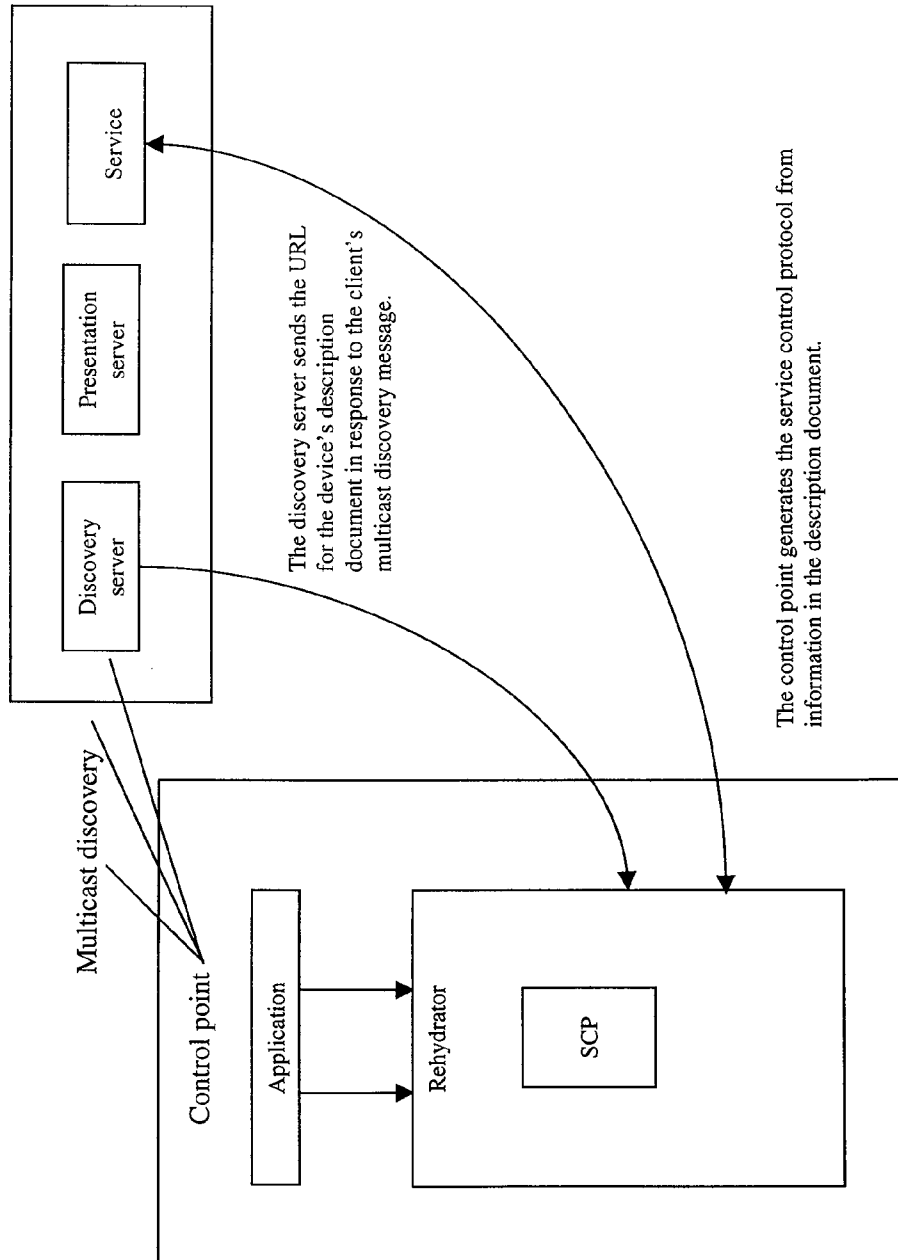 Multicast discovery
Control point
Application
Rehydrator
SCP
Discovery
server
Presentation
server
Service
The discovery server sends the URL
for the device's description
document in response to the client's
multicast discovery message.
The control point generates the service control protocol from
information in the description document.